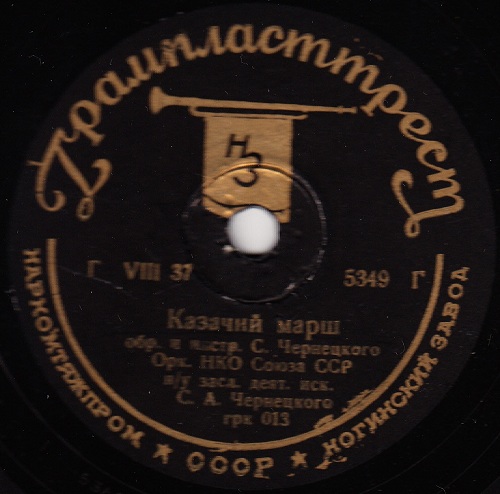 Грампласттрест
НЗ
Г VIII 37 5349 Г
Казачий марш
обр. и инстр. С. Чернецкого
Орк. НКО Союза ССР
п/у засл. деят. иск.
С. А. Чернецкого
грк 013
НАРКОМТЯЖПРОМ ★ СССР ★ НОГИНСКИЙ ЗАВОД